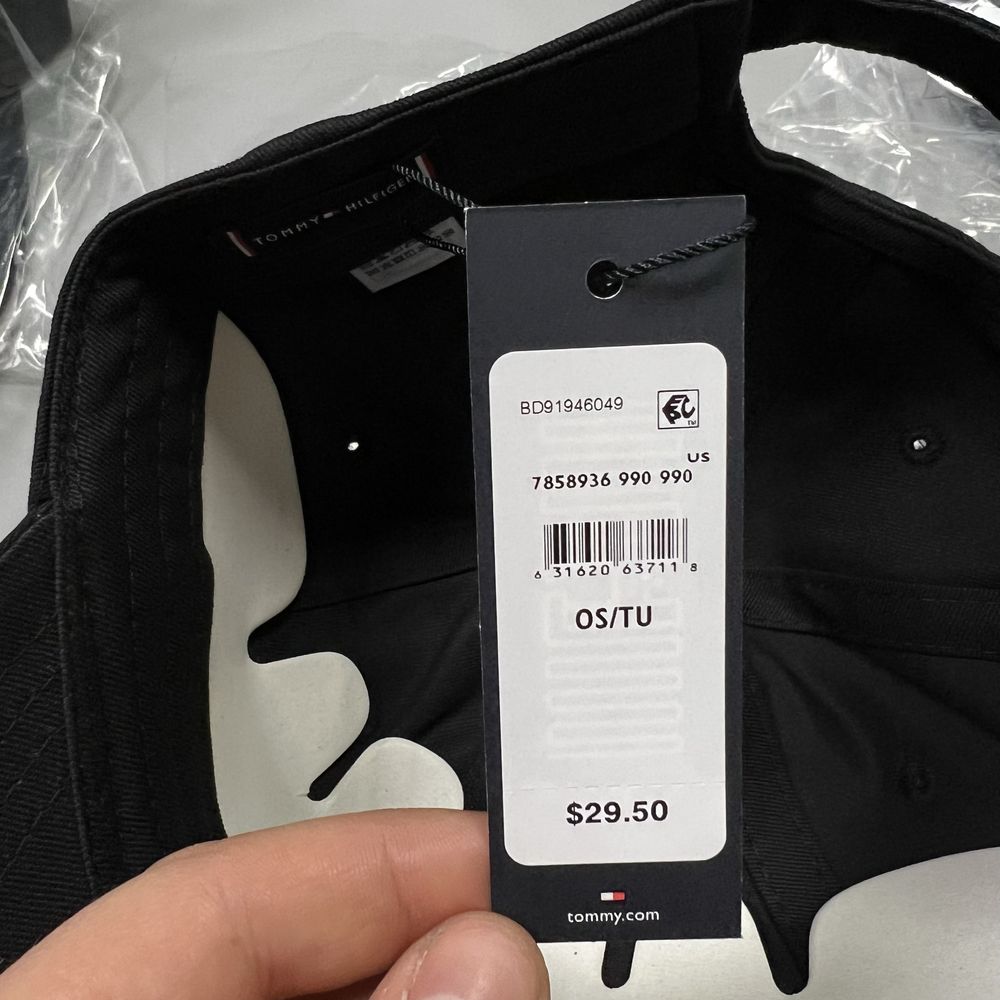 TOMMY HILFIGER
BD91946049
US
7858936 990 990
6 31620 63711 8
OS/TU
$29.50
tommy.com